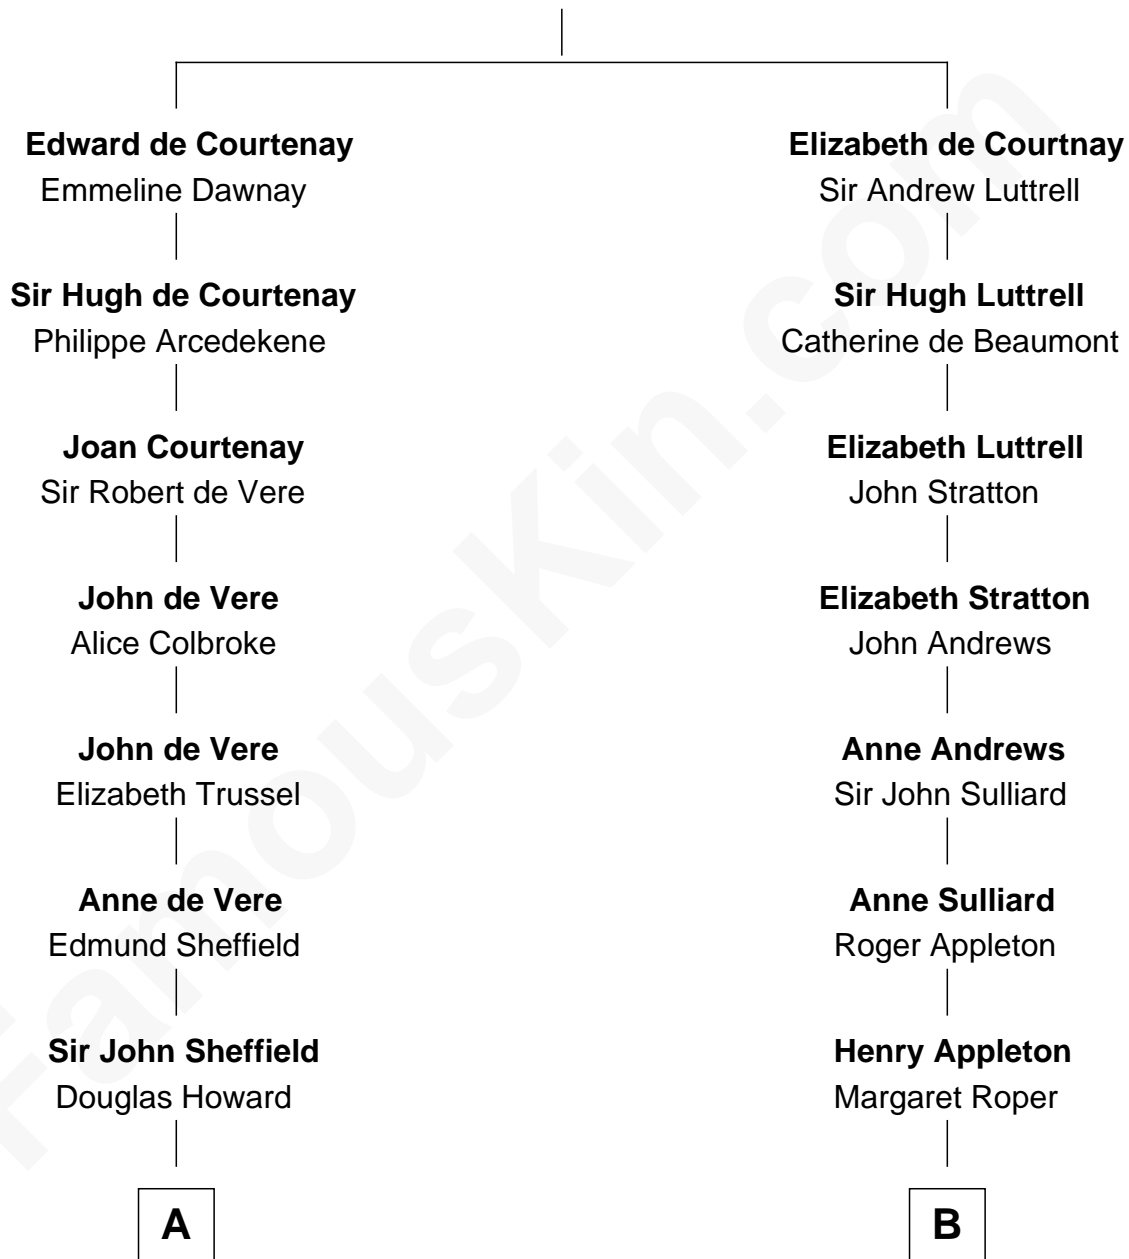 Edward de Courtenay
Emmeline Dawnay
Sir Hugh de Courtenay
Philippe Arcedekene
Joan Courtenay
Sir Robert de Vere
John de Vere
Alice Colbroke
John de Vere
Elizabeth Trussel
Anne de Vere
Edmund Sheffield
Sir John Sheffield
Douglas Howard
A
Elizabeth de Courtnay
Sir Andrew Luttrell
Sir Hugh Luttrell
Catherine de Beaumont
Elizabeth Luttrell
John Stratton
Elizabeth Stratton
John Andrews
Anne Andrews
Sir John Sulliard
Anne Sulliard
Roger Appleton
Henry Appleton
Margaret Roper
B
FamousKin.com